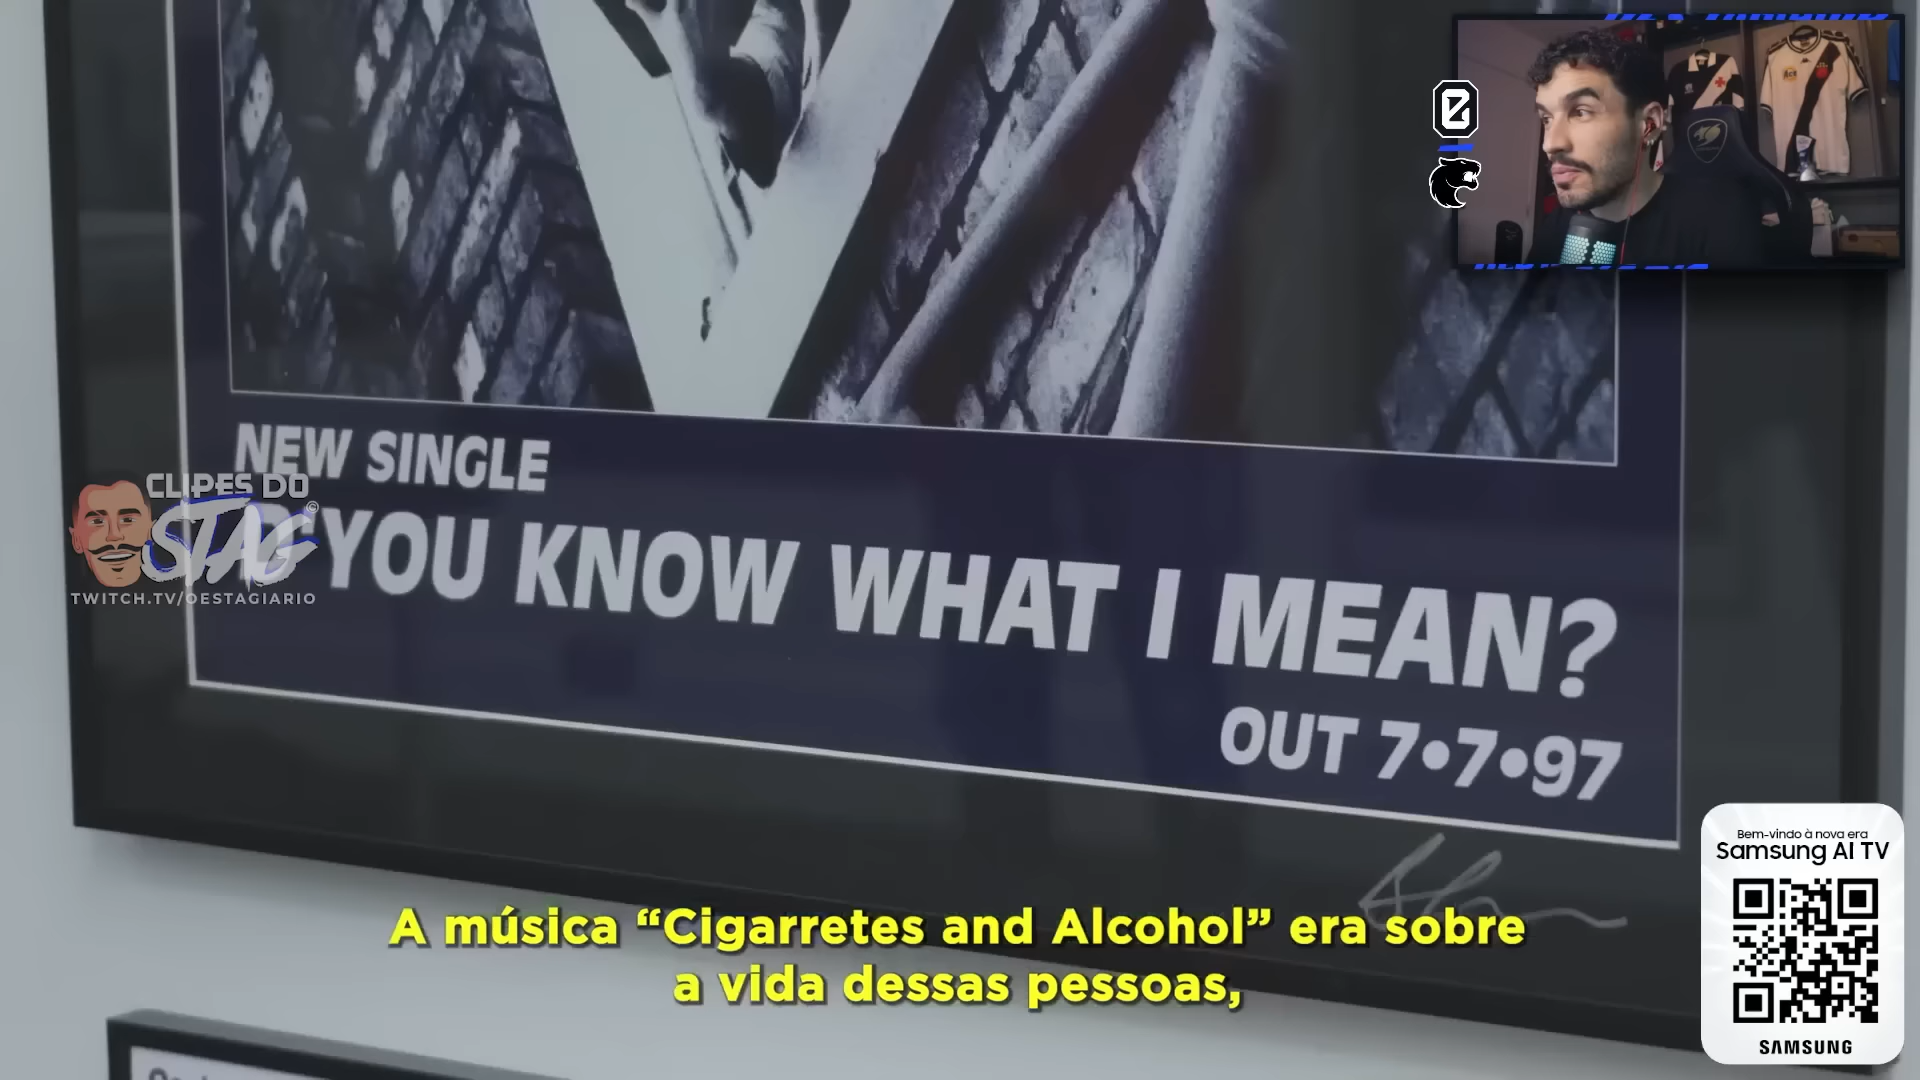 NEW SINGLE
D'YOU KNOW WHAT I MEAN?
OUT 7•7•97
CLIPES DO
STAG
TWITCH.TV/OESTAGIARIO
A música “Cigarretes and Alcohol” era sobre
a vida dessas pessoas,
Bem-vindo à nova era
Samsung AI TV
SAMSUNG